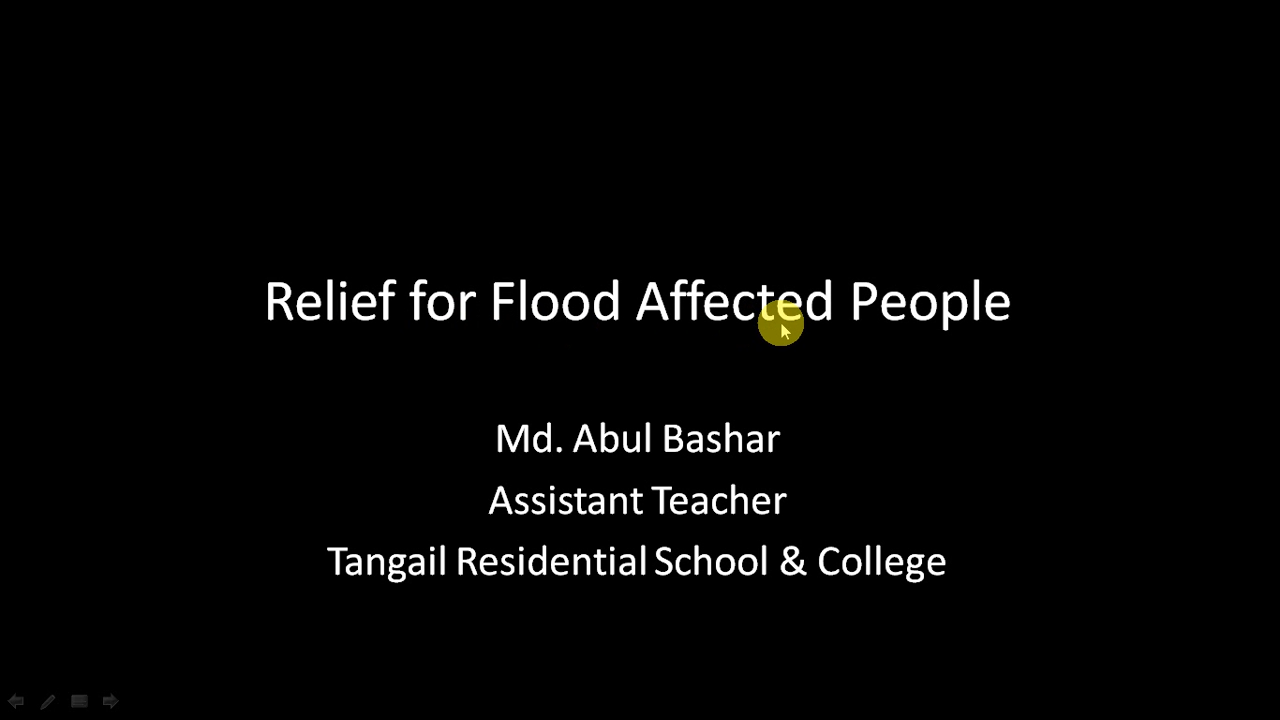 Relief for Flood Affected People
Md. Abul Bashar
Assistant Teacher
Tangail Residential School & College